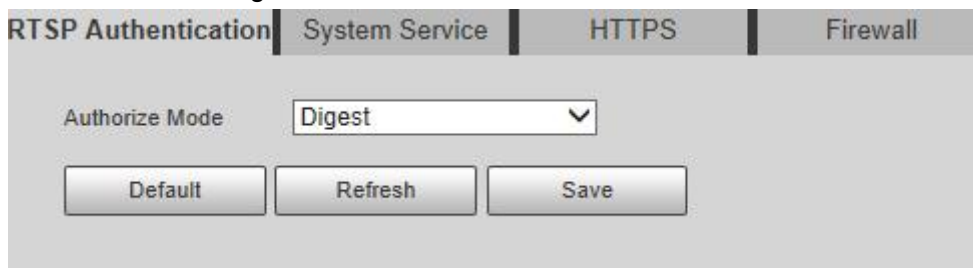 RTSP Authentication System Service HTTPS Firewall
Authorize Mode Digest
Default Refresh Save